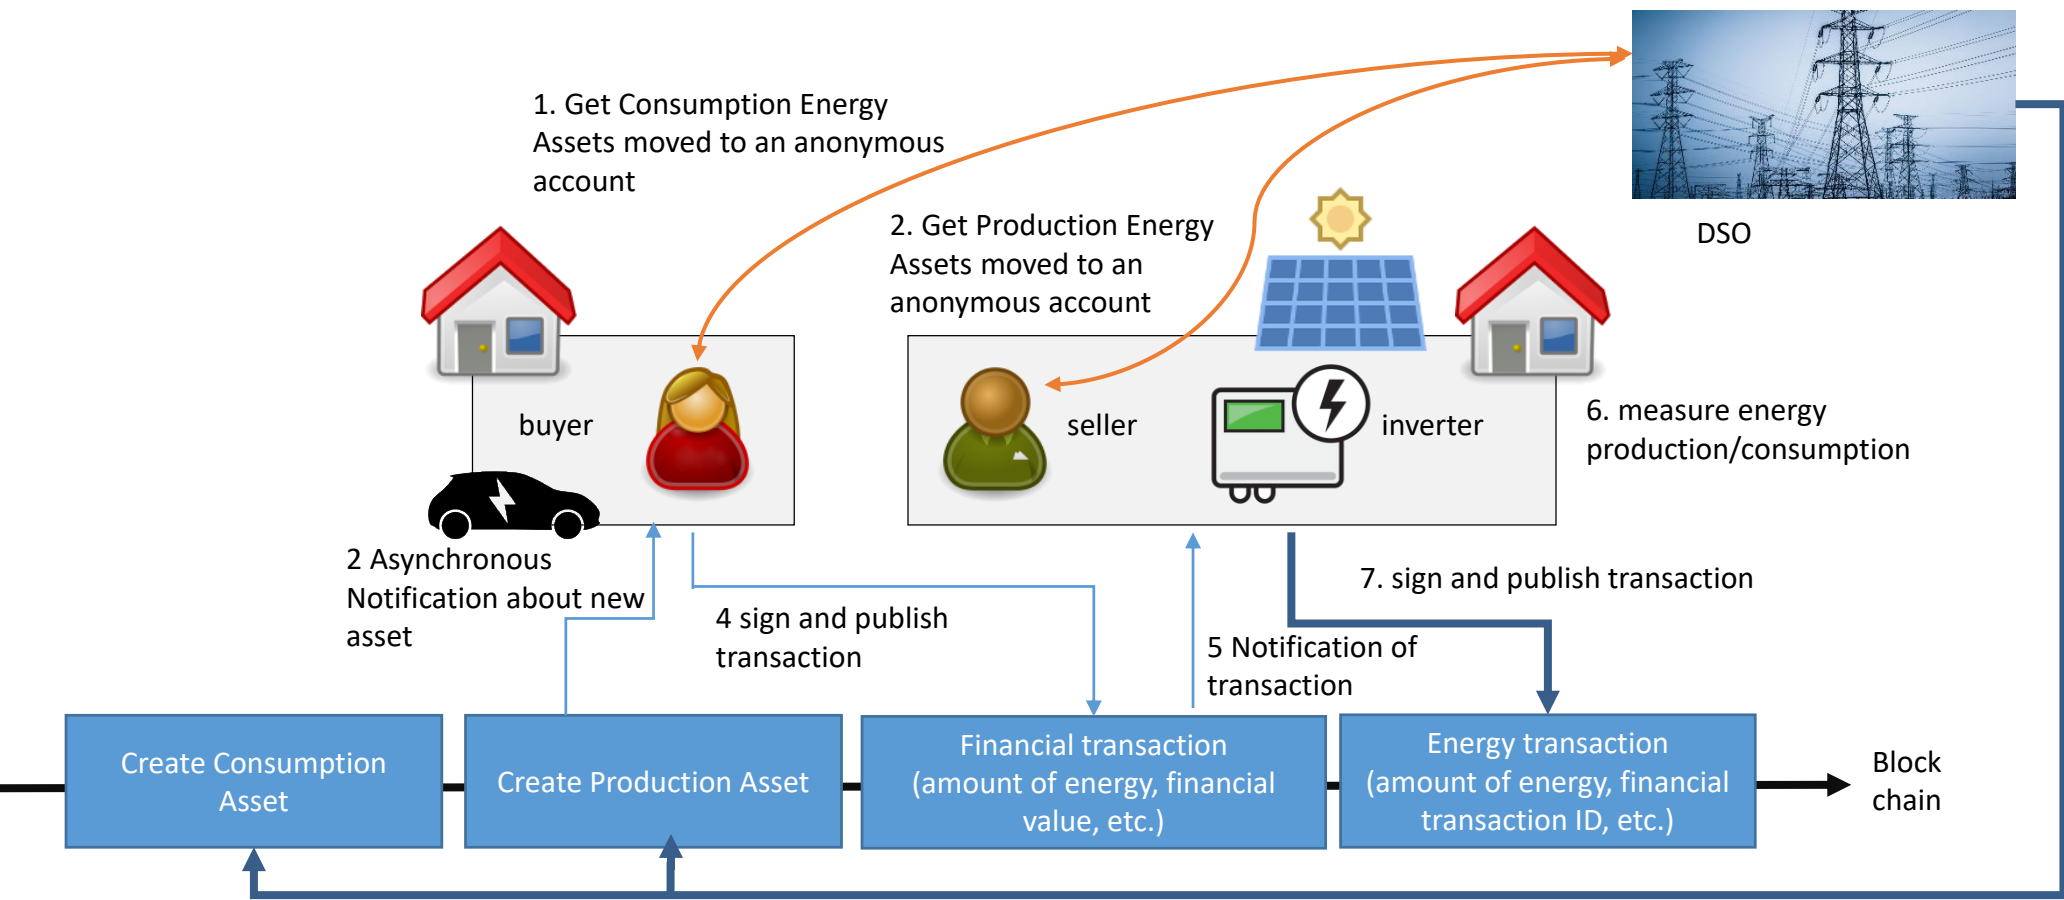 1. Get Consumption Energy
Assets moved to an anonymous
account
DSO
2. Get Production Energy
Assets moved to an
anonymous account
buyer
seller
inverter
6. measure energy
production/consumption
2 Asynchronous
Notification about new
asset
4 sign and publish
transaction
5 Notification of
transaction
7. sign and publish transaction
Create Consumption
Asset
Create Production Asset
Financial transaction
(amount of energy, financial
value, etc.)
Energy transaction
(amount of energy, financial
transaction ID, etc.)
Block
chain